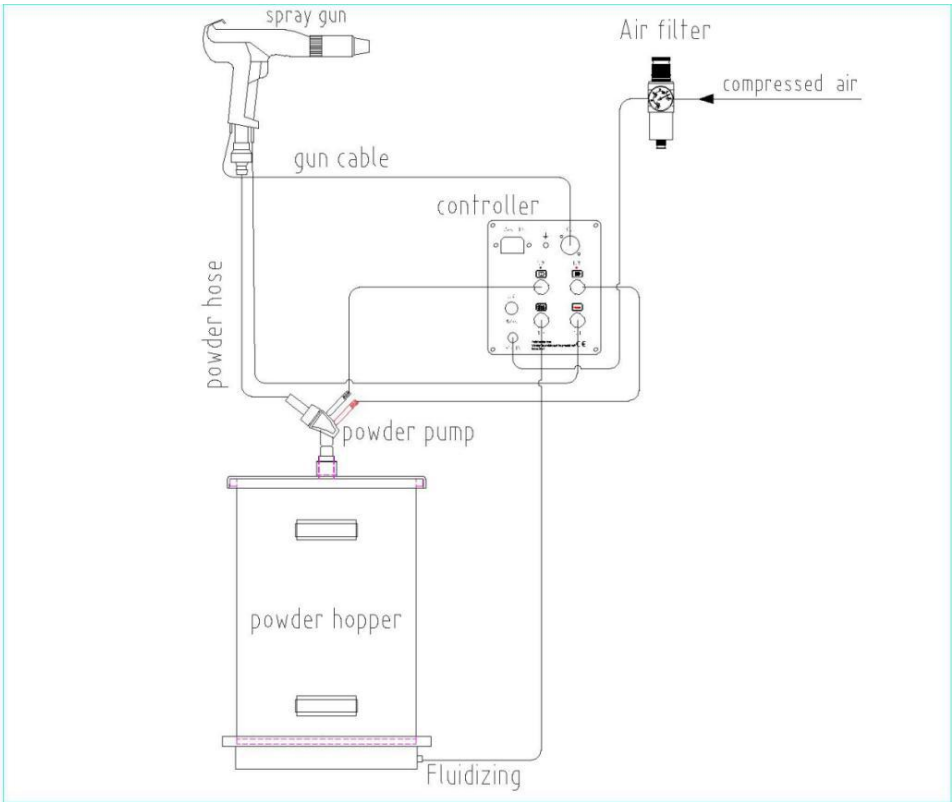 spray gun
Air filter
compressed air
gun cable
controller
powder hose
powder pump
powder hopper
Fluidizing